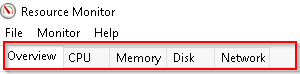 Resource Monitor
File Monitor Help
Overview CPU Memory Disk Network